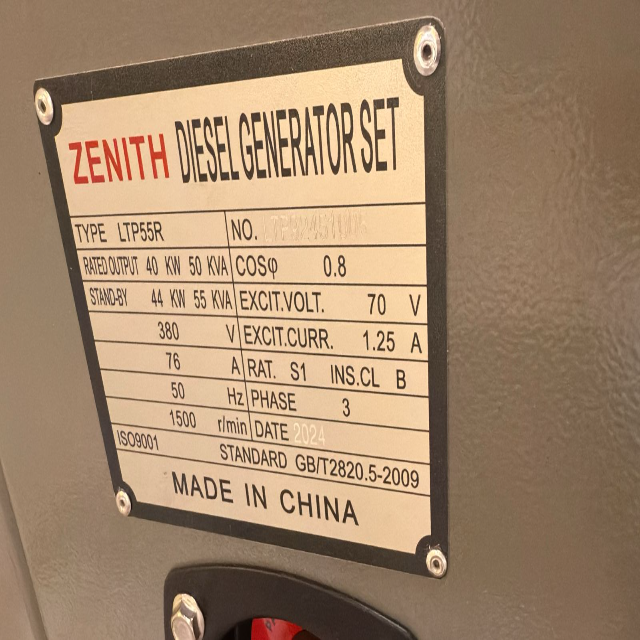 ZENITH DIESEL GENERATOR SET
TYPE LTP55R NO.
RATED OUTPUT 40 KW 50 KVA COSφ 0.8
STAND-BY 44 KW 55 KVA EXCIT.VOLT. 70 V
380 V EXCIT.CURR. 1.25 A
76 A RAT. S1 INS.CL B
50 Hz PHASE 3
1500 r/min DATE 2024
ISO9001 STANDARD GB/T2820.5-2009
MADE IN CHINA